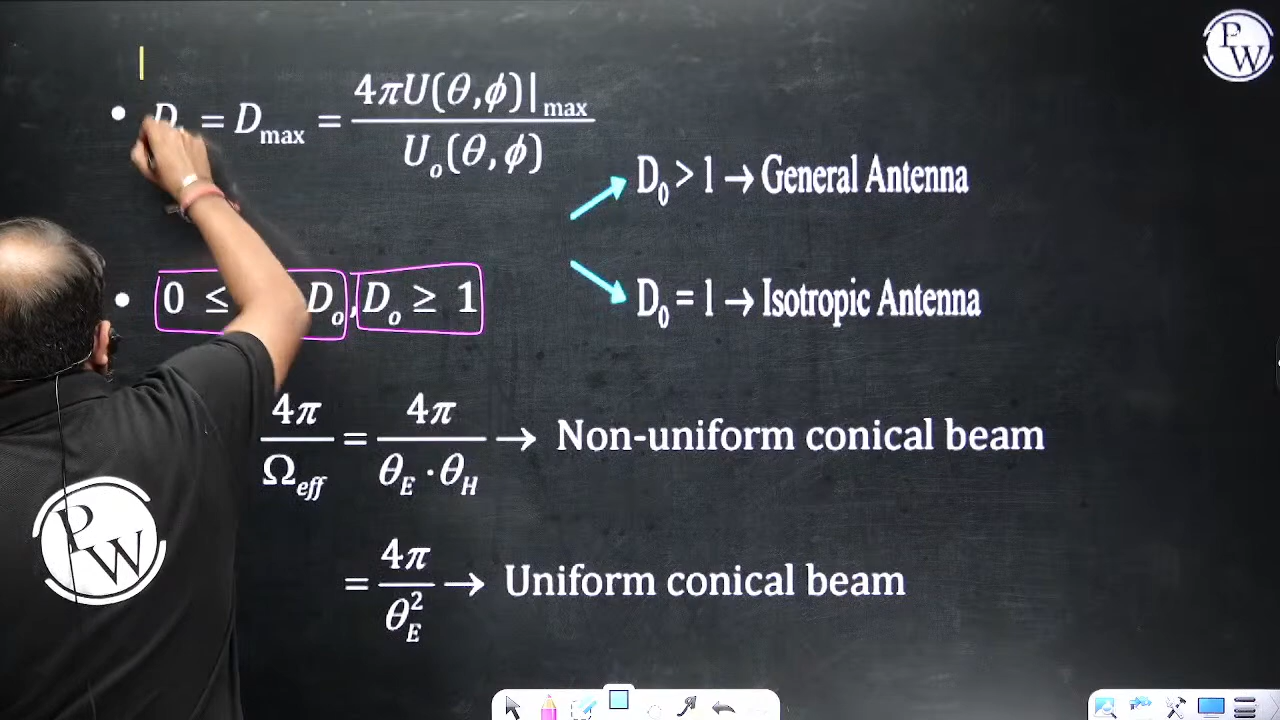 PW
• D = D_max = 4πU(θ,ϕ)|_max / U_o(θ,ϕ)
D_0 > 1 → General Antenna
• 0 ≤ D_o, D_o ≥ 1
D_0 = 1 → Isotropic Antenna
4π/Ω_eff = 4π/θ_E · θ_H → Non-uniform conical beam
= 4π/θ_E^2 → Uniform conical beam
PW